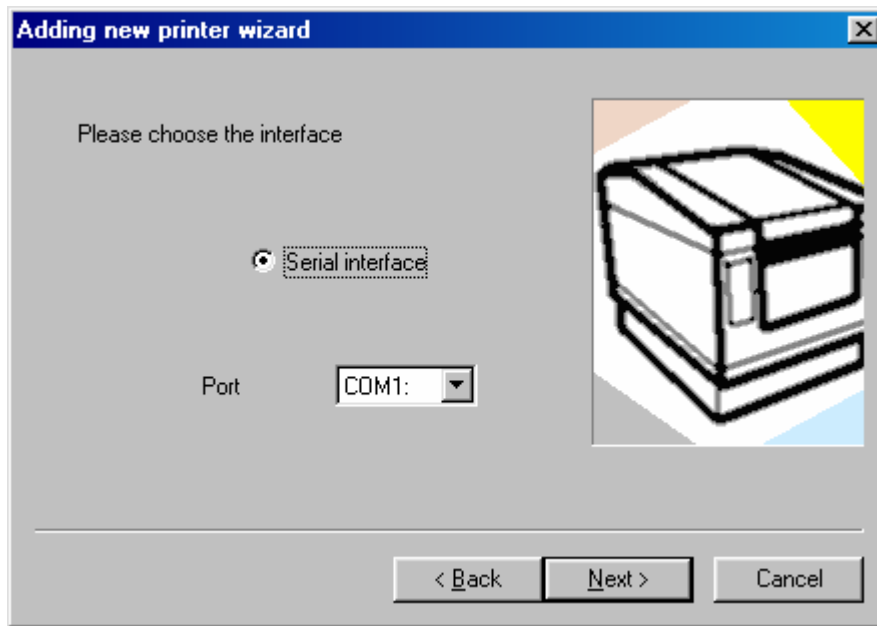 Adding new printer wizard
Please choose the interface
Serial interface
Port COM1:
< Back Next > Cancel